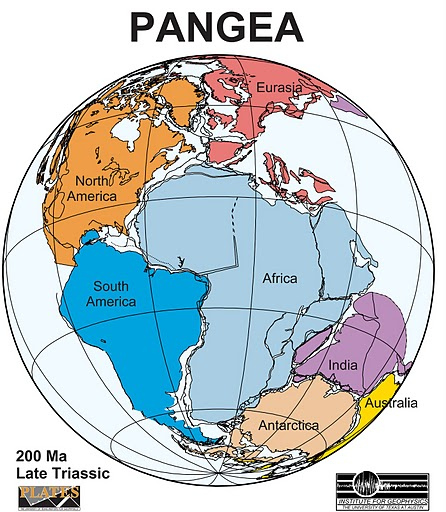 PANGEA
Eurasia
North
America
South
America
Africa
India
Australia
Antarctica
200 Ma
Late Triassic
PLATES
INSTITUTE FOR GEOPHYSICS
THE UNIVERSITY OF TEXAS AT AUSTIN